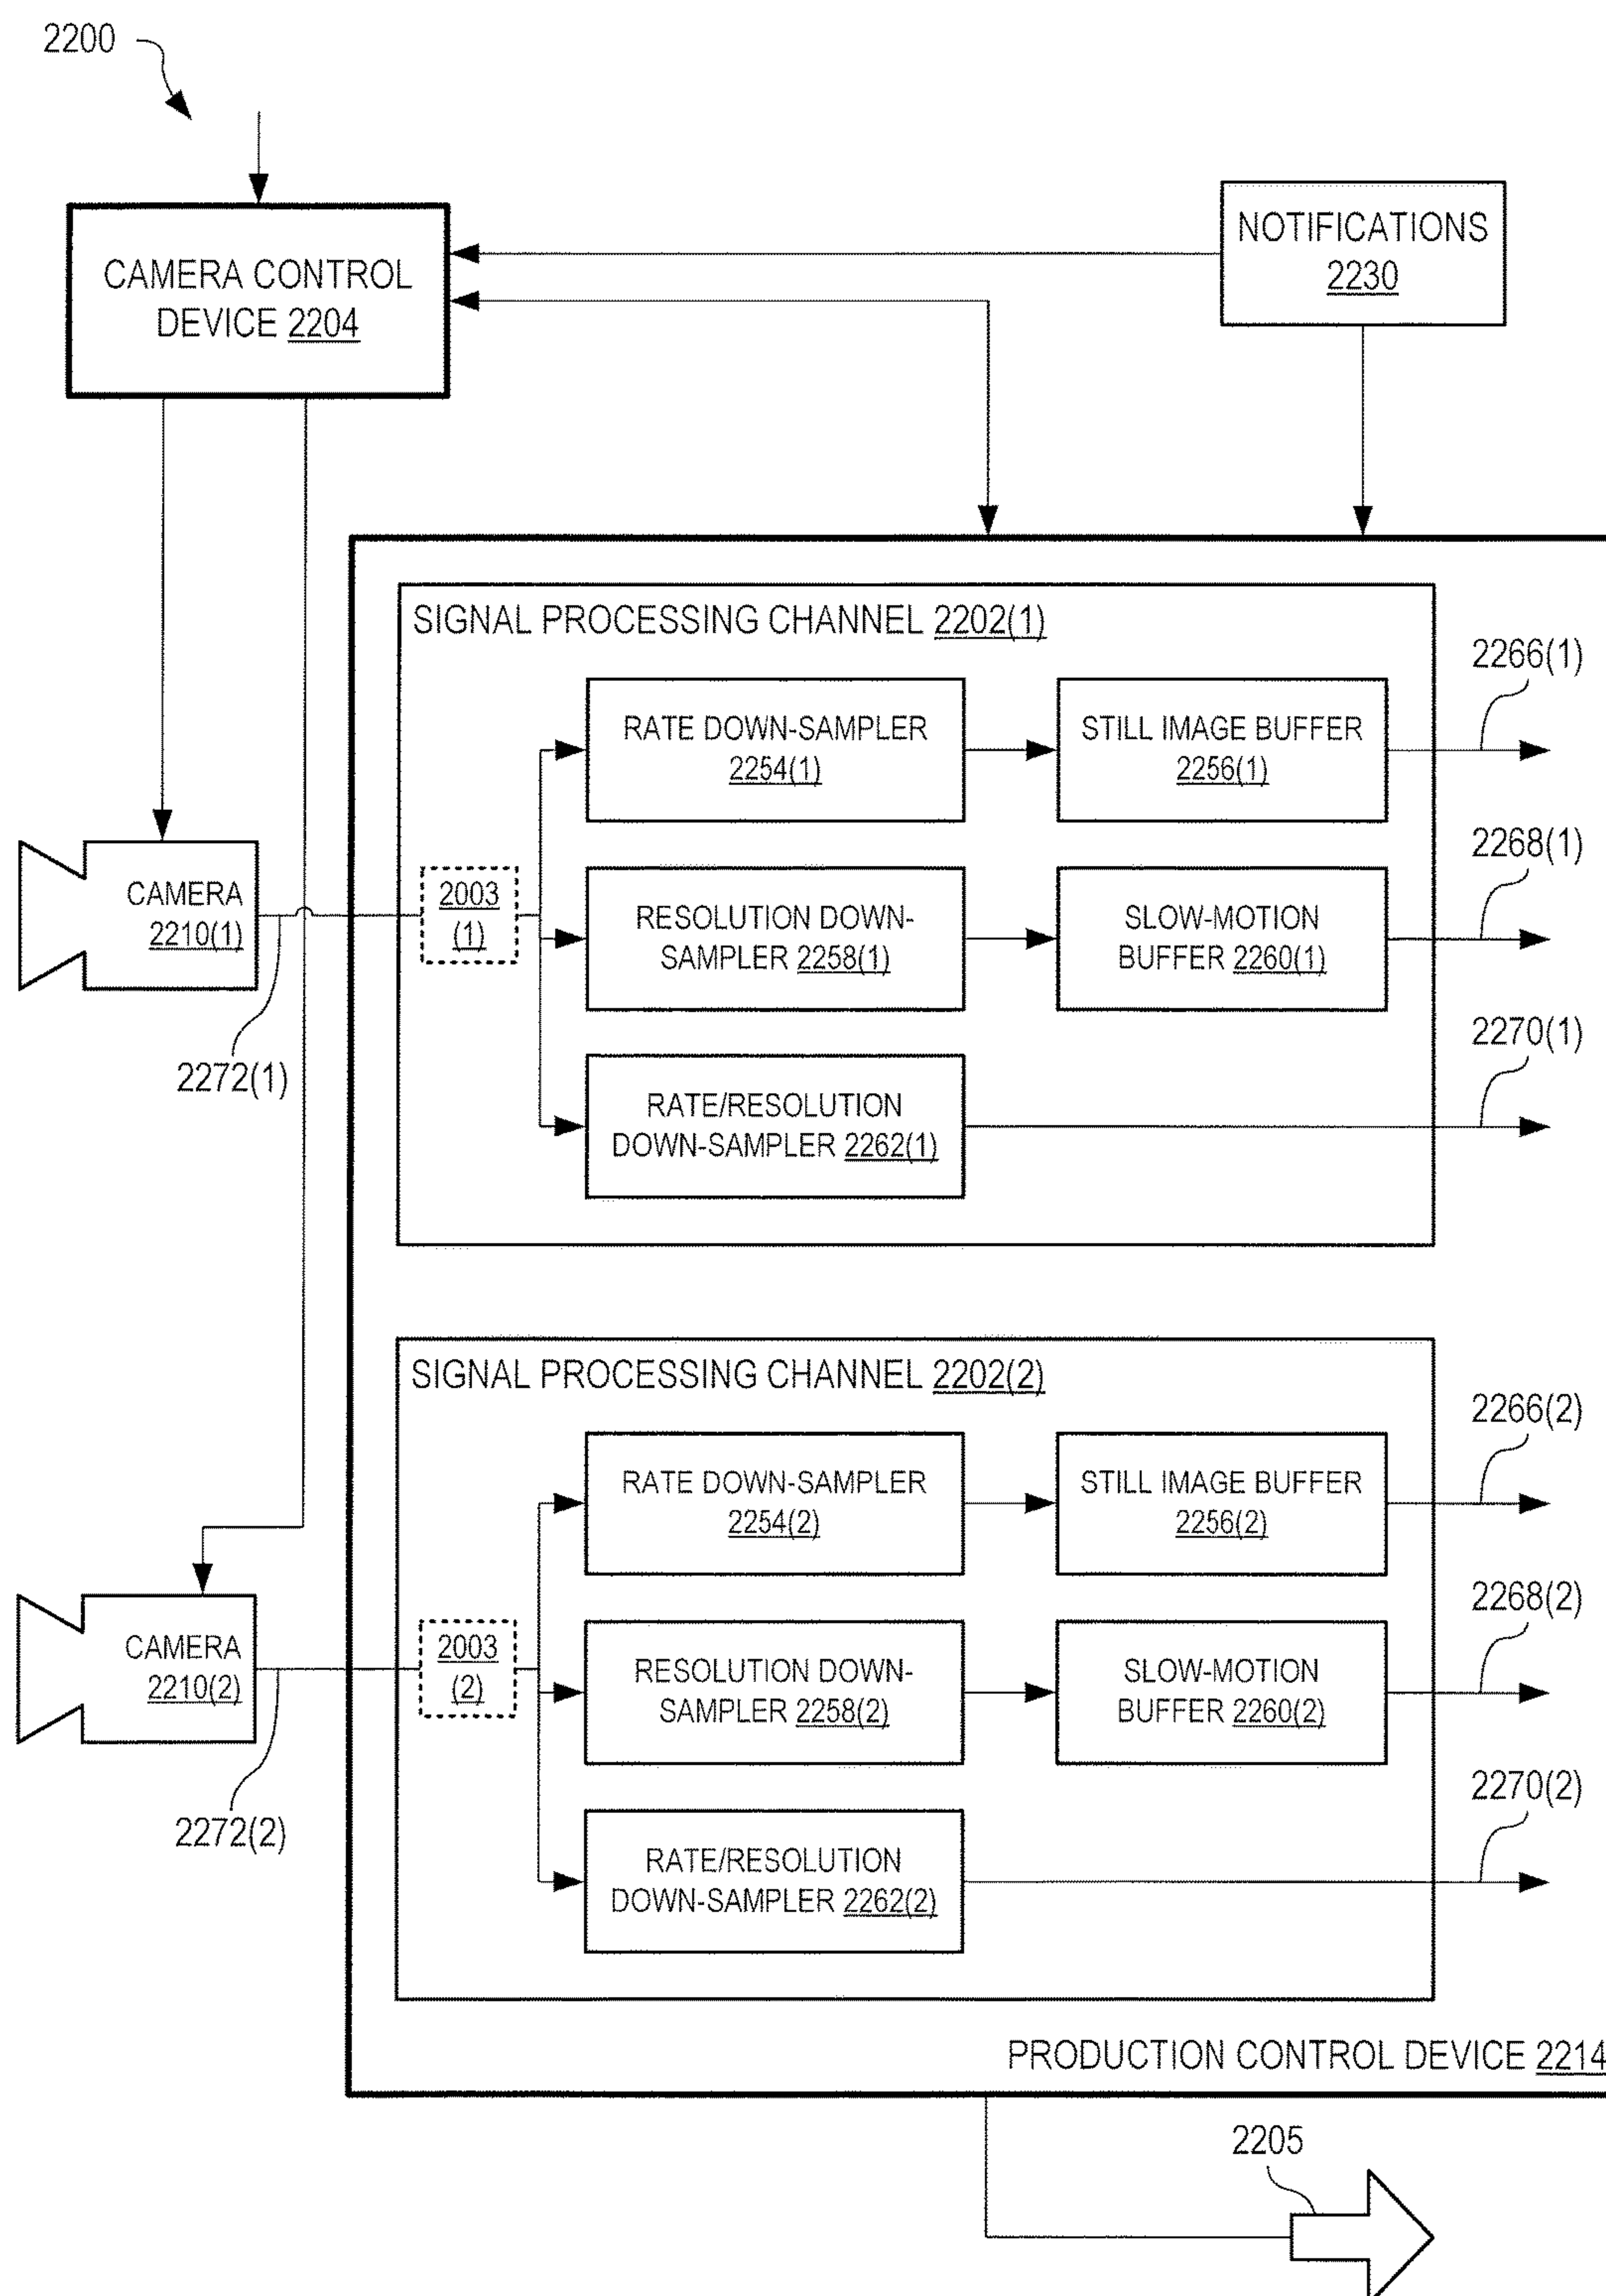 2200
CAMERA CONTROL
DEVICE 2204
NOTIFICATIONS
2230
SIGNAL PROCESSING CHANNEL 2202(1)
RATE DOWN-SAMPLER
2254(1)
STILL IMAGE BUFFER
2256(1)
2266(1)
CAMERA
2210(1)
2272(1)
2003
(1)
RESOLUTION DOWN-
SAMPLER 2258(1)
SLOW-MOTION
BUFFER 2260(1)
2268(1)
RATE/RESOLUTION
DOWN-SAMPLER 2262(1)
2270(1)
SIGNAL PROCESSING CHANNEL 2202(2)
RATE DOWN-SAMPLER
2254(2)
STILL IMAGE BUFFER
2256(2)
2266(2)
CAMERA
2210(2)
2272(2)
2003
(2)
RESOLUTION DOWN-
SAMPLER 2258(2)
SLOW-MOTION
BUFFER 2260(2)
2268(2)
RATE/RESOLUTION
DOWN-SAMPLER 2262(2)
2270(2)
PRODUCTION CONTROL DEVICE 2214
2205